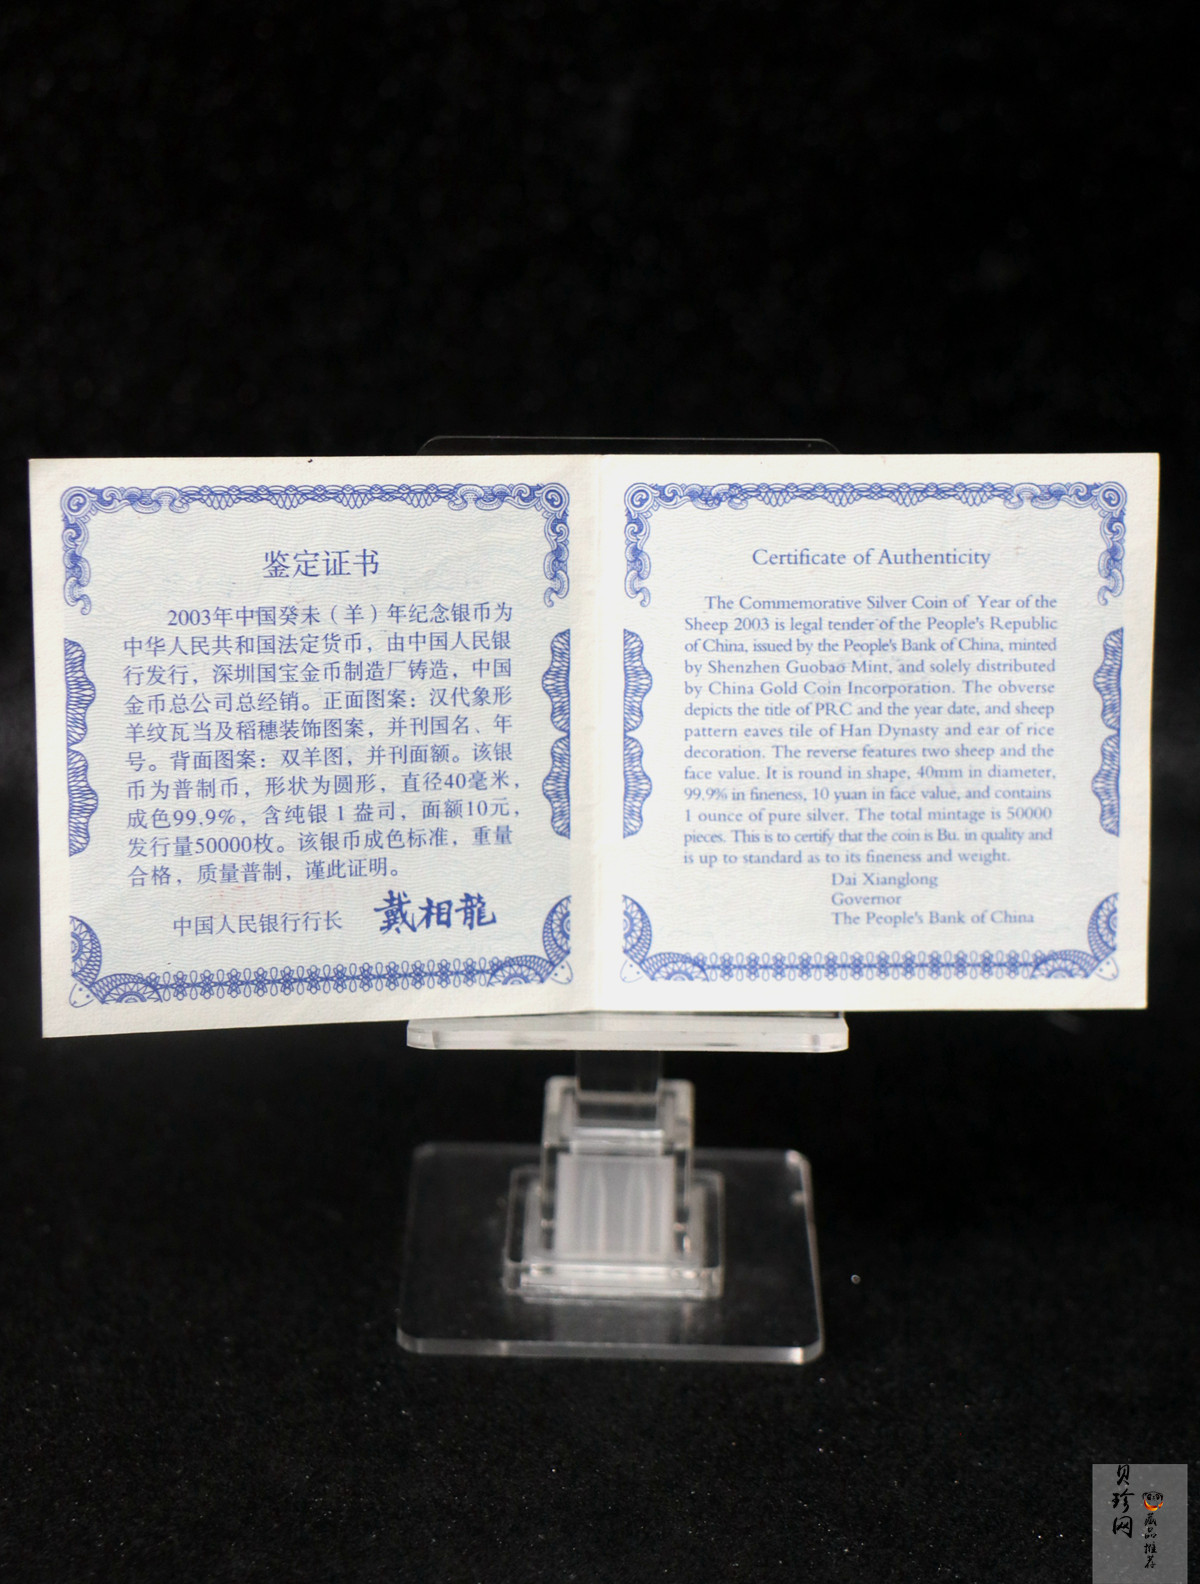 鉴定证书
2003年中国癸未（羊）年纪念银币为
中华人民共和国法定货币，由中国人民银
行发行，深圳国宝金币制造厂铸造，中国
金币总公司总经销。正面图案：汉代象形
羊纹瓦当及稻穗装饰图案，并刊国名、年
号。背面图案：双羊图，并刊面额。该银
币为普制币，形状为圆形，直径40毫米，
成色99.9%，含纯银1盎司，面额10元，
发行量50000枚。该银币成色标准，重量
合格，质量普制，谨此证明。
中国人民银行行长 戴相龍
Certificate of Authenticity
The Commemorative Silver Coin of Year of the
Sheep 2003 is legal tender of the People's Republic
of China, issued by the People's Bank of China, minted
by Shenzhen Guobao Mint, and solely distributed
by China Gold Coin Incorporation. The obverse
depicts the title of PRC and the year date, and sheep
pattern eaves tile of Han Dynasty and ear of rice
decoration. The reverse features two sheep and the
face value. It is round in shape, 40mm in diameter,
99.9% in fineness, 10 yuan in face value, and contains
1 ounce of pure silver. The total mintage is 50000
pieces. This is to certify that the coin is Bu. in quality and
is up to standard as to its fineness and weight.
Dai Xianglong
Governor
The People's Bank of China
贝珍网
藏品推荐